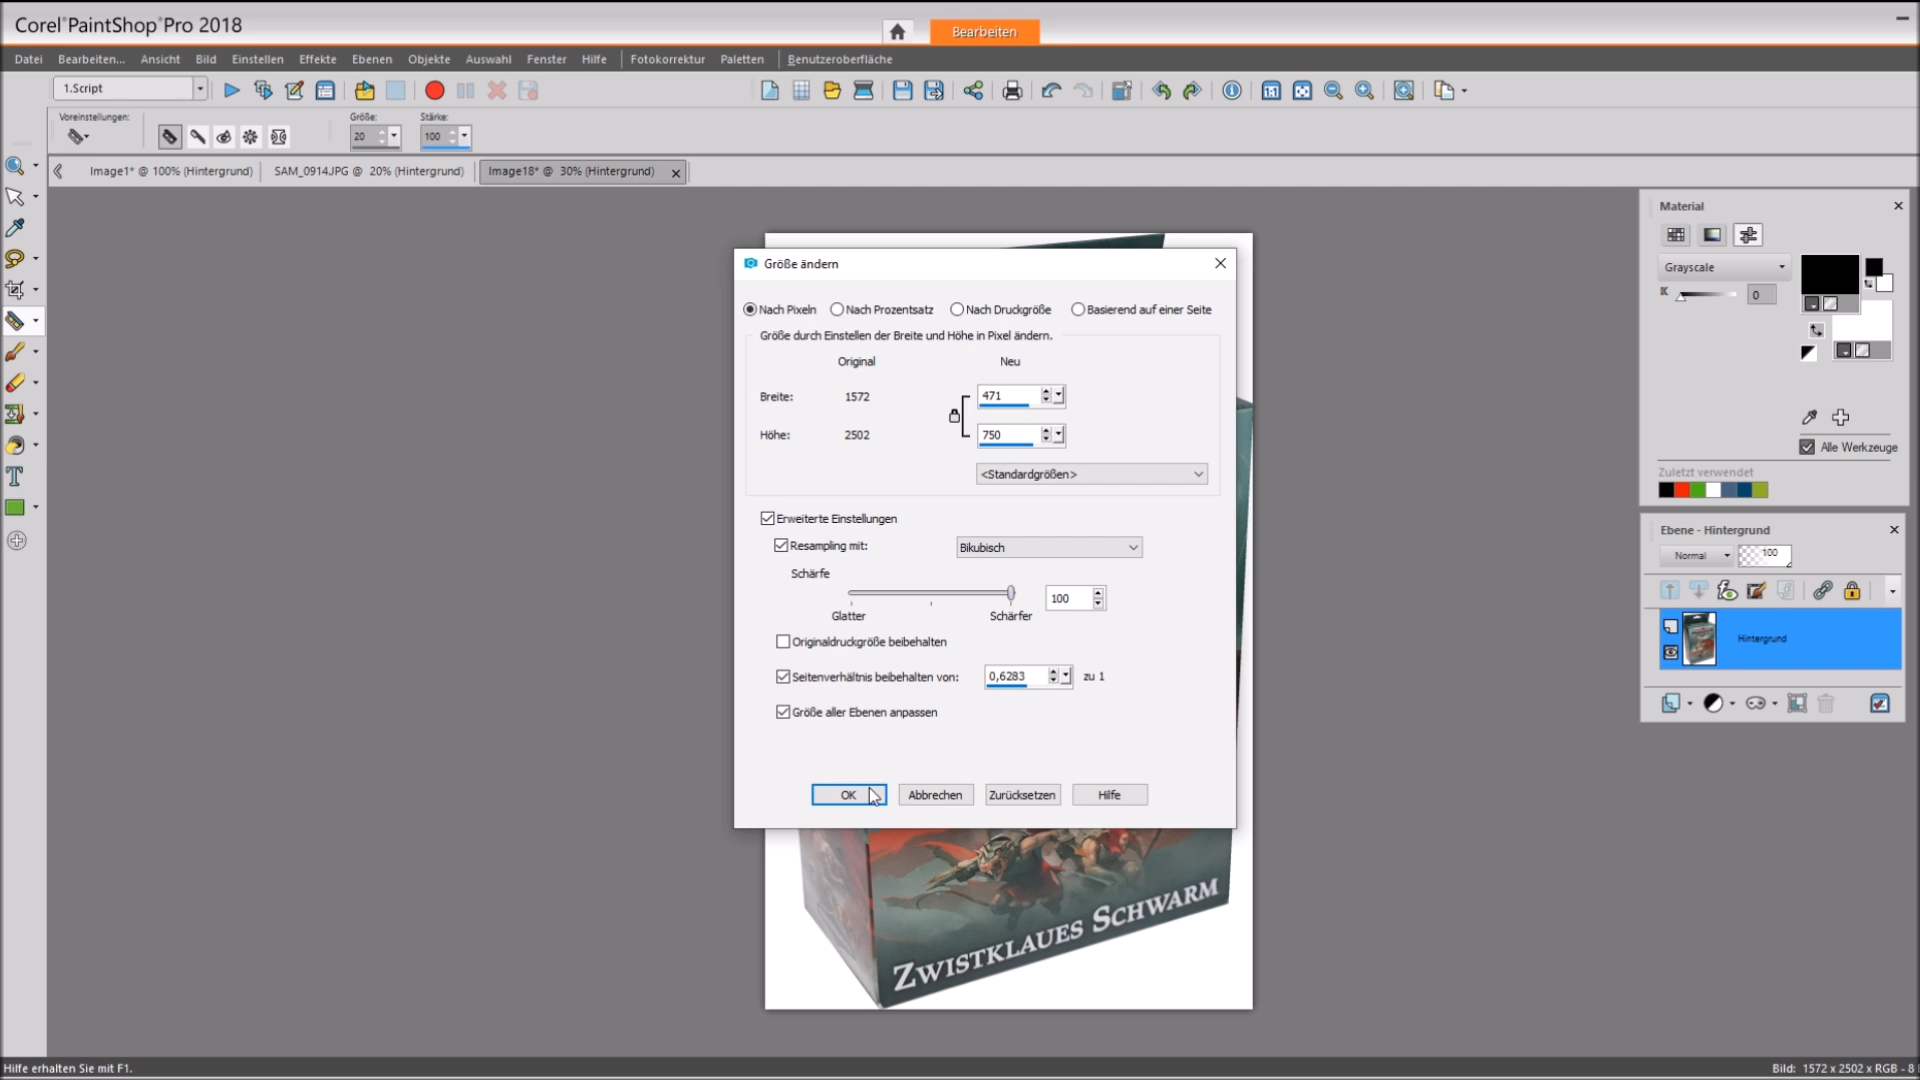 Corel®PaintShop®Pro 2018
Bearbeiten
Datei Bearbeiten... Ansicht Bild Einstellen Effekte Ebenen Objekte Auswahl Fenster Hilfe Fotokorrektur Paletten Benutzeroberfläche
1.Script
Voreinstellungen: Größe: Stärke:
20 100
Image1* @ 100% (Hintergrund) SAM_0914.JPG @ 20% (Hintergrund) Image18* @ 30% (Hintergrund)
Material
Grayscale
K 0
Alle Werkzeuge
Zuletzt verwendet
Ebene - Hintergrund
Normal 100
Hintergrund
Größe ändern
Nach Pixeln Nach Prozentsatz Nach Druckgröße Basierend auf einer Seite
Größe durch Einstellen der Breite und Höhe in Pixel ändern.
Original Neu
Breite: 1572 471
Höhe: 2502 750
<Standardgrößen>
Erweiterte Einstellungen
Resampling mit: Bikubisch
Schärfe
100
Glatter Schärfer
Originaldruckgröße beibehalten
Seitenverhältnis beibehalten von: 0,6283 zu 1
Größe aller Ebenen anpassen
OK Abbrechen Zurücksetzen Hilfe
Zwistklaues Schwarm
Hilfe erhalten Sie mit F1.
Bild: 1572 x 2502 x RGB - 8